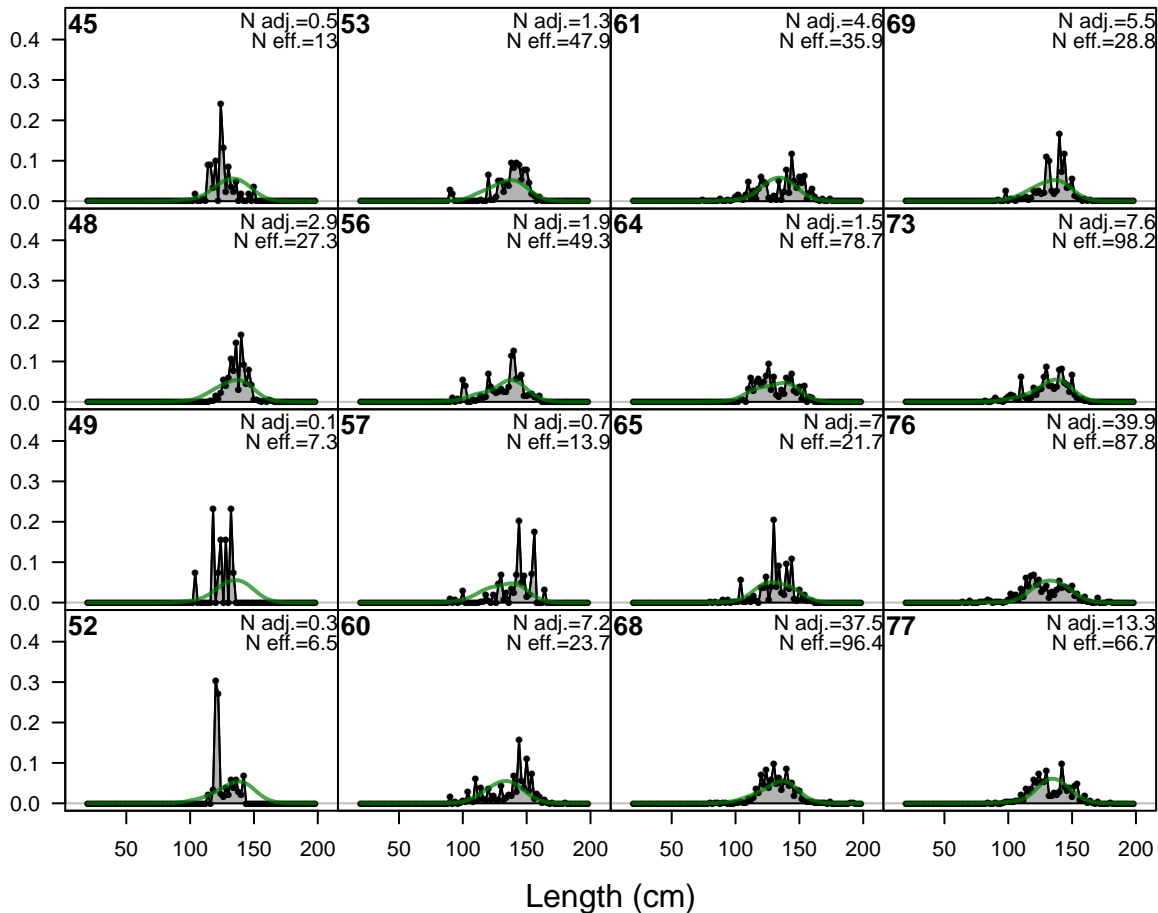 45 N adj.=0.5 53 N adj.=1.3 61 N adj.=4.6 69 N adj.=5.5
N eff.=13 N eff.=47.9 N eff.=35.9 N eff.=28.8
0.4
0.3
0.2
0.1
0.0
48 N adj.=2.9 56 N adj.=1.9 64 N adj.=1.5 73 N adj.=7.6
N eff.=27.3 N eff.=49.3 N eff.=78.7 N eff.=98.2
0.4
0.3
0.2
0.1
0.0
49 N adj.=0.1 57 N adj.=0.7 65 N adj.=7 76 N adj.=39.9
N eff.=7.3 N eff.=13.9 N eff.=21.7 N eff.=87.8
0.4
0.3
0.2
0.1
0.0
52 N adj.=0.3 60 N adj.=7.2 68 N adj.=37.5 77 N adj.=13.3
N eff.=6.5 N eff.=23.7 N eff.=96.4 N eff.=66.7
0.4
0.3
0.2
0.1
0.0
50 100 150 200 50 100 150 200 50 100 150 200 50 100 150 200
Length (cm)